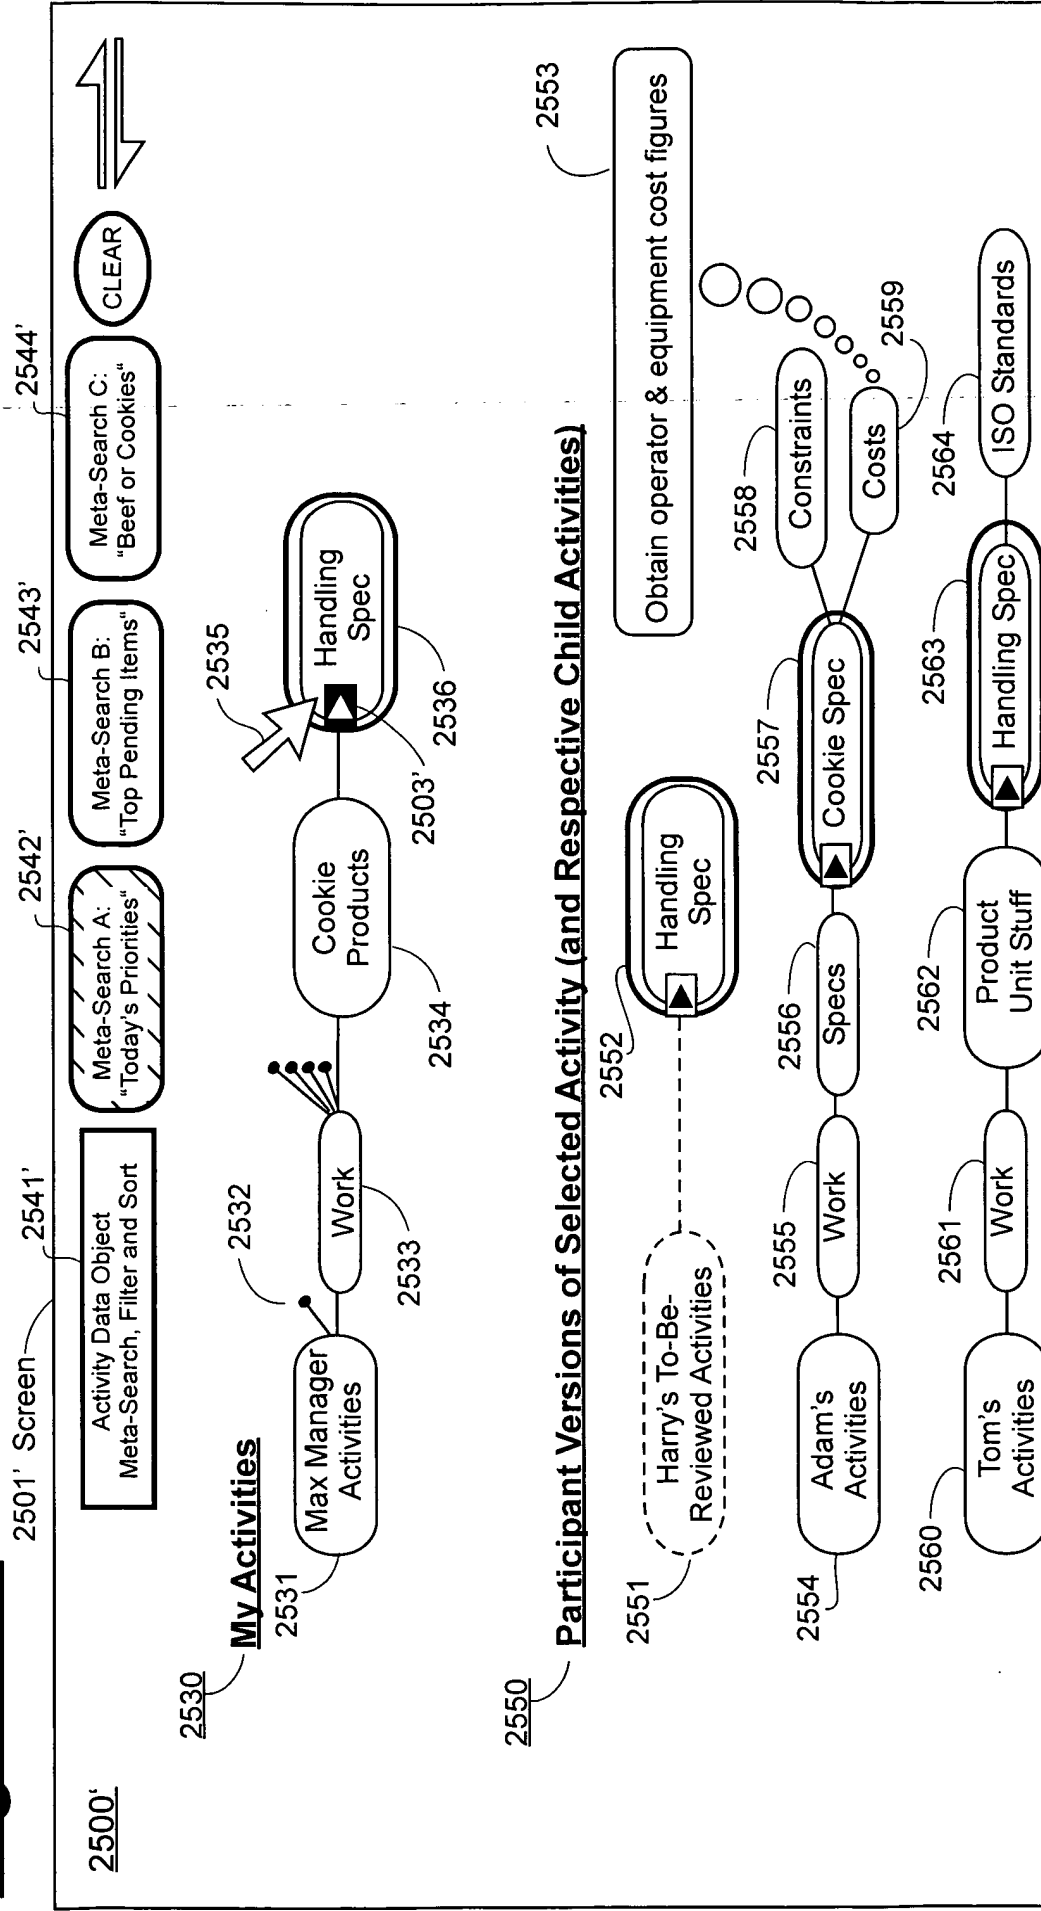 2500'
2501' Screen
2541'
2542'
2543'
2544'
Activity Data Object
Meta-Search, Filter and Sort
Meta-Search A:
"Today's Priorities"
Meta-Search B:
"Top Pending Items"
Meta-Search C:
"Beef or Cookies"
CLEAR
2530
My Activities
2531
Max Manager
Activities
2532
Work
2533
Cookie
Products
2534
2535
Handling
Spec
2503'
2536
2550
Participant Versions of Selected Activity (and Respective Child Activities)
2551
Harry's To-Be-
Reviewed Activities
2552
Handling
Spec
Obtain operator & equipment cost figures
2553
2554
Adam's
Activities
2555
Work
2556
Specs
2557
Cookie Spec
2558
Constraints
Costs
2559
2560
Tom's
Activities
2561
Work
2562
Product
Unit Stuff
2563
Handling Spec
2564
ISO Standards